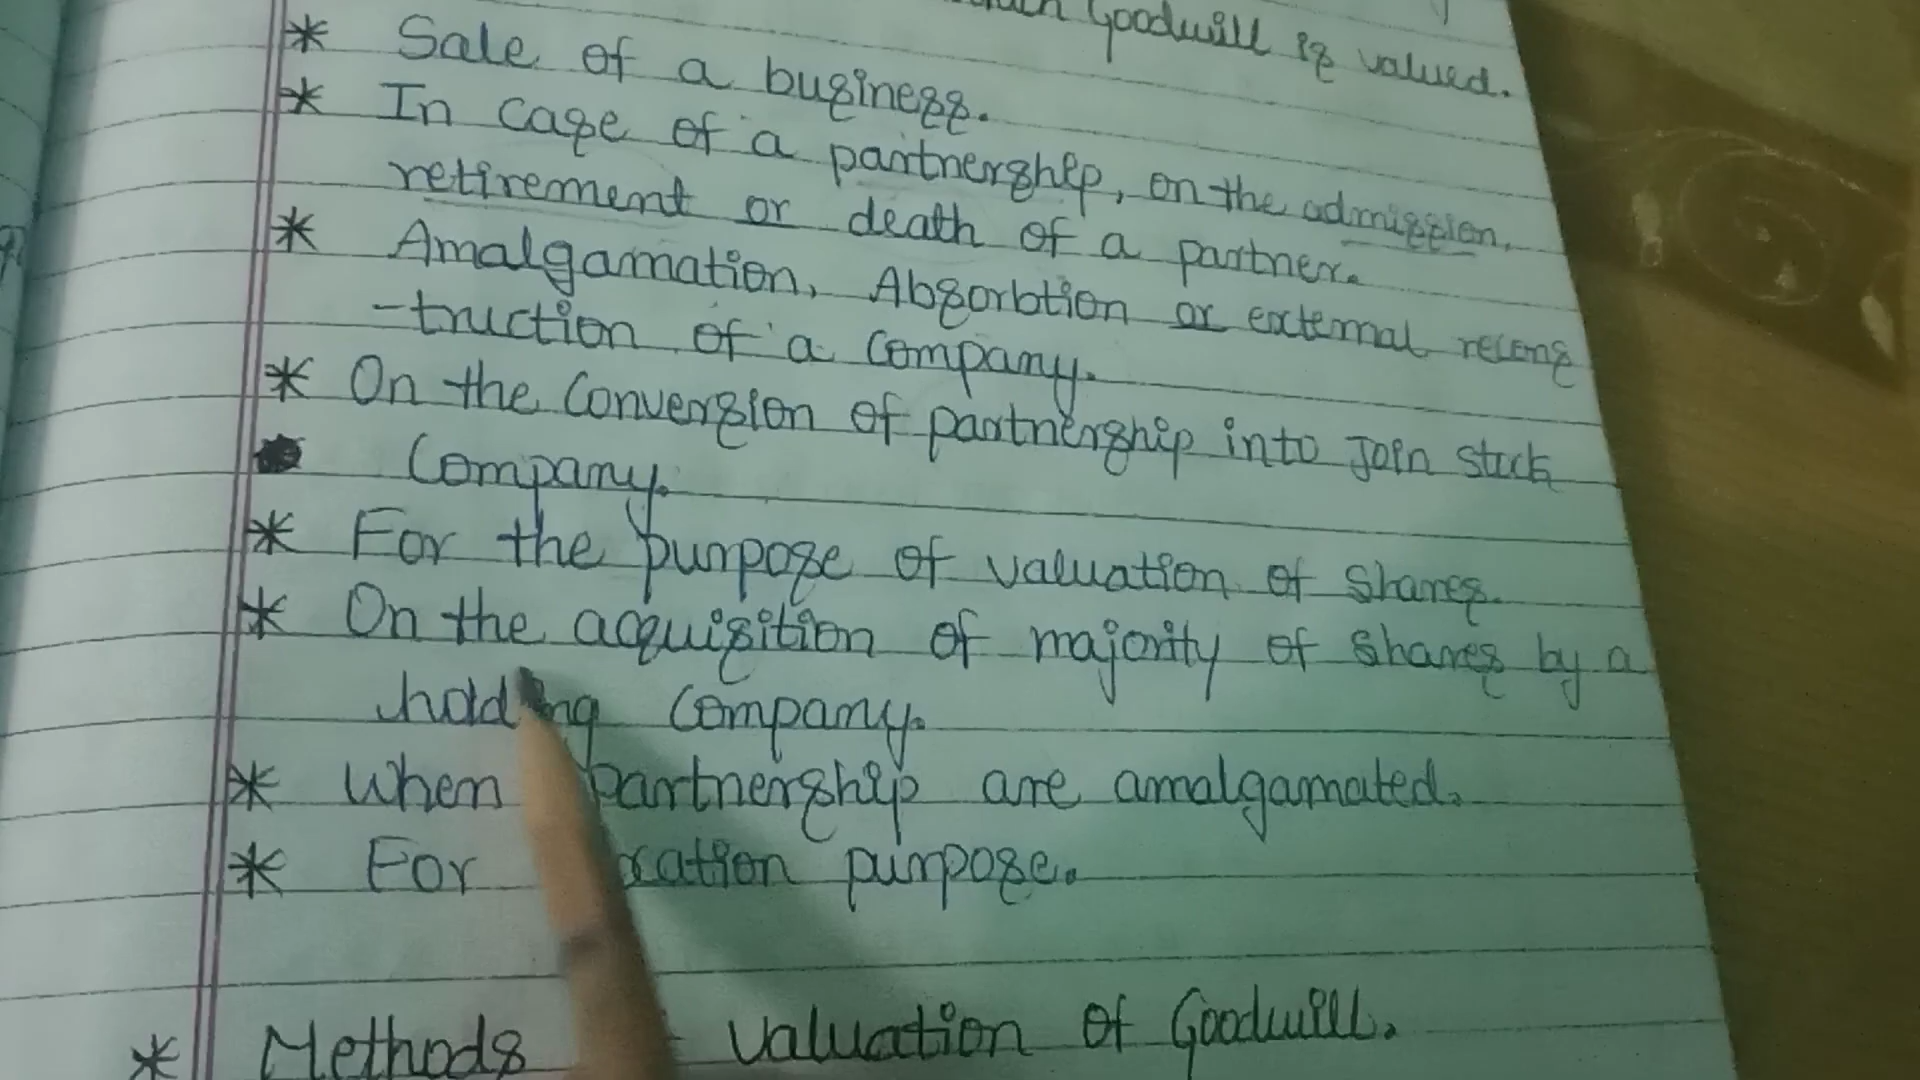 Goodwill is valued.
* Sale of a business.
* In case of a partnership, on the admission,
retirement or death of a partner.
* Amalgamation, Absorbtion or external recons
-truction of a company.
* On the Conversion of partnership into Join stock
Company.
* For the purpose of valuation of shares.
* On the acquisition of majority of shares by a
holding Company.
* When partnership are amalgamated.
* For purpose.
* Methods valuation of Goodwill.